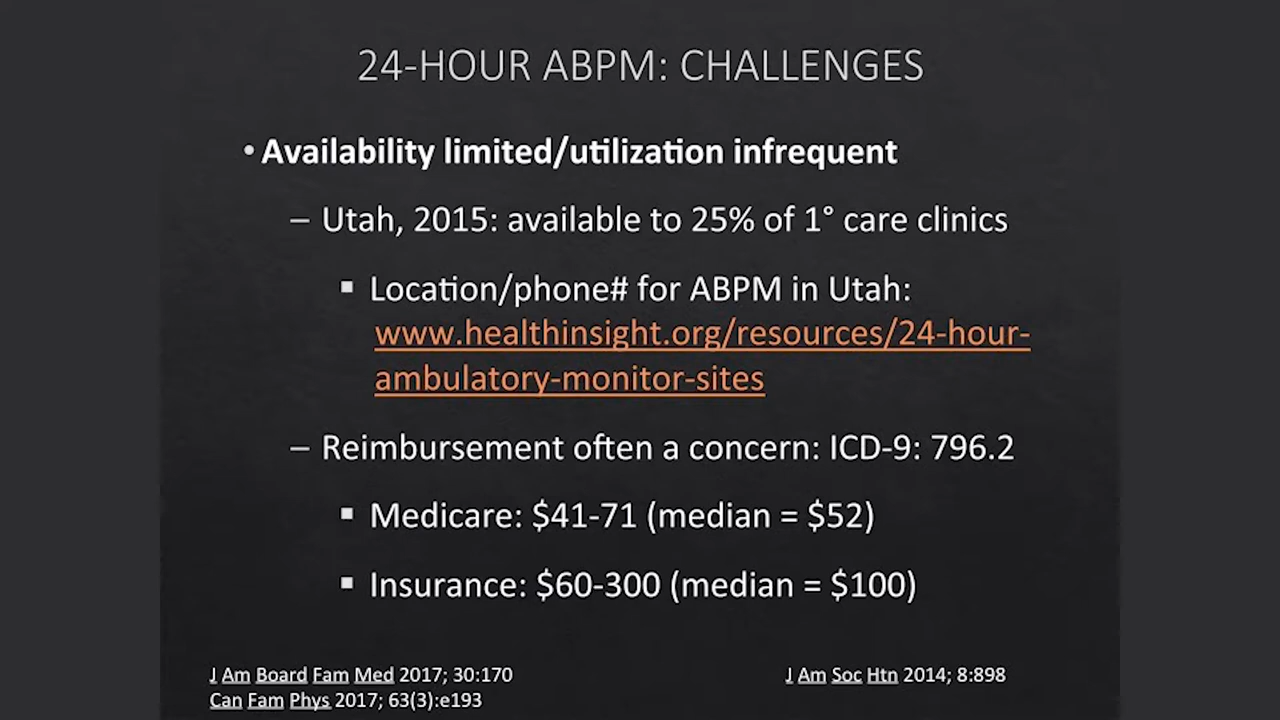 24-HOUR ABPM: CHALLENGES
• Availability limited/utilization infrequent
– Utah, 2015: available to 25% of 1° care clinics
▪ Location/phone# for ABPM in Utah:
www.healthinsight.org/resources/24-hour-
ambulatory-monitor-sites
– Reimbursement often a concern: ICD-9: 796.2
▪ Medicare: $41-71 (median = $52)
▪ Insurance: $60-300 (median = $100)
J Am Board Fam Med 2017; 30:170
Can Fam Phys 2017; 63(3):e193
J Am Soc Htn 2014; 8:898